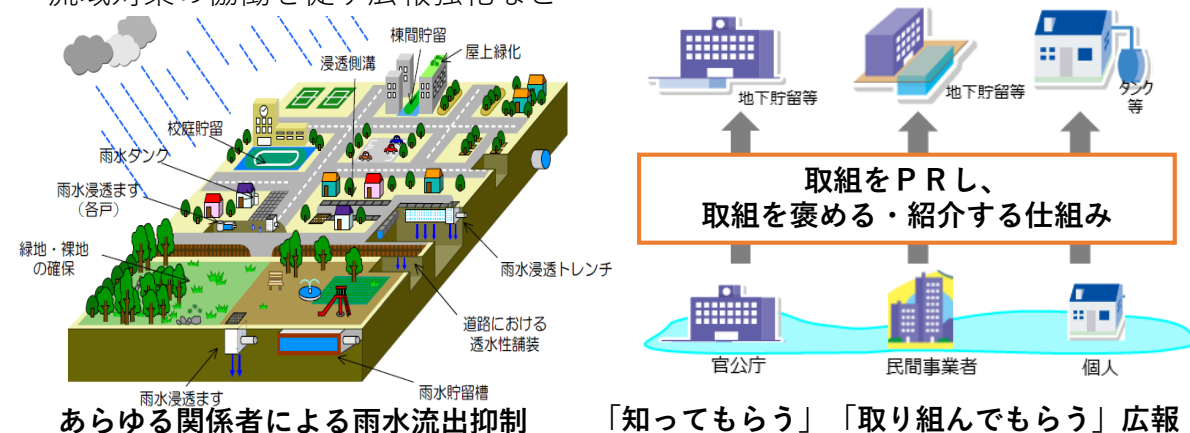 流域対策の協働を促す広報強化など
棟間貯留
屋上緑化
浸透側溝
校庭貯留
雨水タンク
雨水浸透ます
（各戸）
緑地・裸地
の確保
雨水浸透トレンチ
道路における
透水性舗装
雨水貯留槽
雨水浸透ます
あらゆる関係者による雨水流出抑制
地下貯留等
地下貯留等
タンク
等
取組をＰＲし、
取組を褒める・紹介する仕組み
官公庁
民間事業者
個人
「知ってもらう」「取り組んでもらう」広報